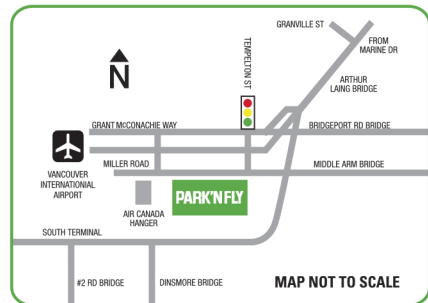 GRANVILLE ST
FROM
MARINE DR
TEMPELTON ST
ARTHUR
LAING BRIDGE
N
GRANT McCONACHIE WAY
BRIDGEPORT RD BRIDGE
MILLER ROAD
MIDDLE ARM BRIDGE
VANCOUVER
INTERNATIONAL
AIRPORT
PARK'N FLY
AIR CANADA
HANGER
SOUTH TERMINAL
#2 RD BRIDGE
DINSMORE BRIDGE
MAP NOT TO SCALE